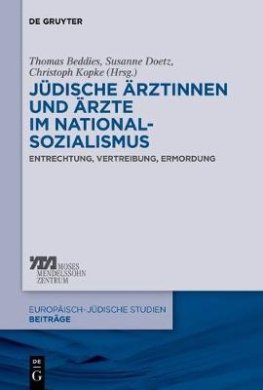 DE GRUYTER
Thomas Beddies, Susanne Doetz,
Christoph Kopke (Hrsg.)
JÜDISCHE ÄRZTINNEN
UND ÄRZTE
IM NATIONAL-
SOZIALISMUS
ENTRECHTUNG, VERTREIBUNG, ERMORDUNG
MOSES
MENDELSSOHN
ZENTRUM
EUROPÄISCH-JÜDISCHE STUDIEN
BEITRÄGE
DE
G